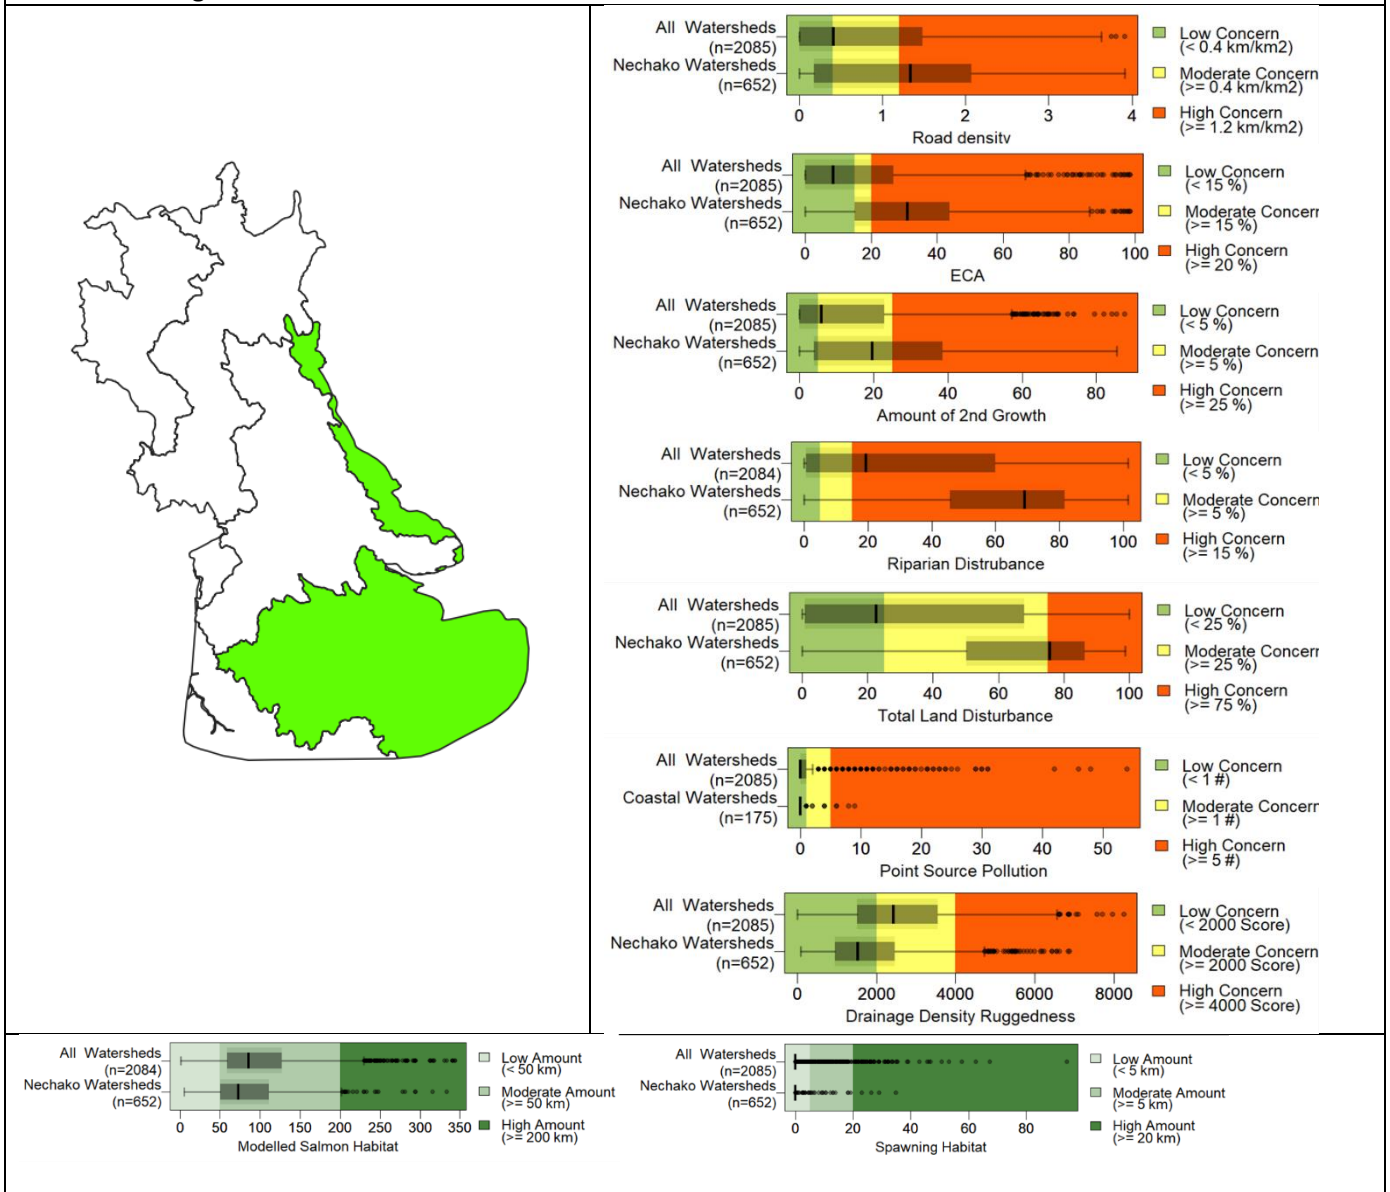 All Watersheds
(n=2085)
Nechako Watersheds
(n=652)
0 1 2 3 4
Road density
Low Concern
(< 0.4 km/km2)
Moderate Concern
(>= 0.4 km/km2)
High Concern
(>= 1.2 km/km2)
All Watersheds
(n=2085)
Nechako Watersheds
(n=652)
0 20 40 60 80 100
ECA
Low Concern
(< 15 %)
Moderate Concern
(>= 15 %)
High Concern
(>= 20 %)
All Watersheds
(n=2085)
Nechako Watersheds
(n=652)
0 20 40 60 80
Amount of 2nd Growth
Low Concern
(< 5 %)
Moderate Concern
(>= 5 %)
High Concern
(>= 25 %)
All Watersheds
(n=2084)
Nechako Watersheds
(n=652)
0 20 40 60 80 100
Riparian Distrubance
Low Concern
(< 5 %)
Moderate Concern
(>= 5 %)
High Concern
(>= 15 %)
All Watersheds
(n=2085)
Nechako Watersheds
(n=652)
0 20 40 60 80 100
Total Land Disturbance
Low Concern
(< 25 %)
Moderate Concern
(>= 25 %)
High Concern
(>= 75 %)
All Watersheds
(n=2085)
Coastal Watersheds
(n=175)
0 10 20 30 40 50
Point Source Pollution
Low Concern
(< 1 #)
Moderate Concern
(>= 1 #)
High Concern
(>= 5 #)
All Watersheds
(n=2085)
Nechako Watersheds
(n=652)
0 2000 4000 6000 8000
Drainage Density Ruggedness
Low Concern
(< 2000 Score)
Moderate Concern
(>= 2000 Score)
High Concern
(>= 4000 Score)
All Watersheds
(n=2084)
Nechako Watersheds
(n=652)
0 50 100 150 200 250 300 350
Modelled Salmon Habitat
Low Amount
(< 50 km)
Moderate Amount
(>= 50 km)
High Amount
(>= 200 km)
All Watersheds
(n=2085)
Nechako Watersheds
(n=652)
0 20 40 60 80
Spawning Habitat
Low Amount
(< 5 km)
Moderate Amount
(>= 5 km)
High Amount
(>= 20 km)